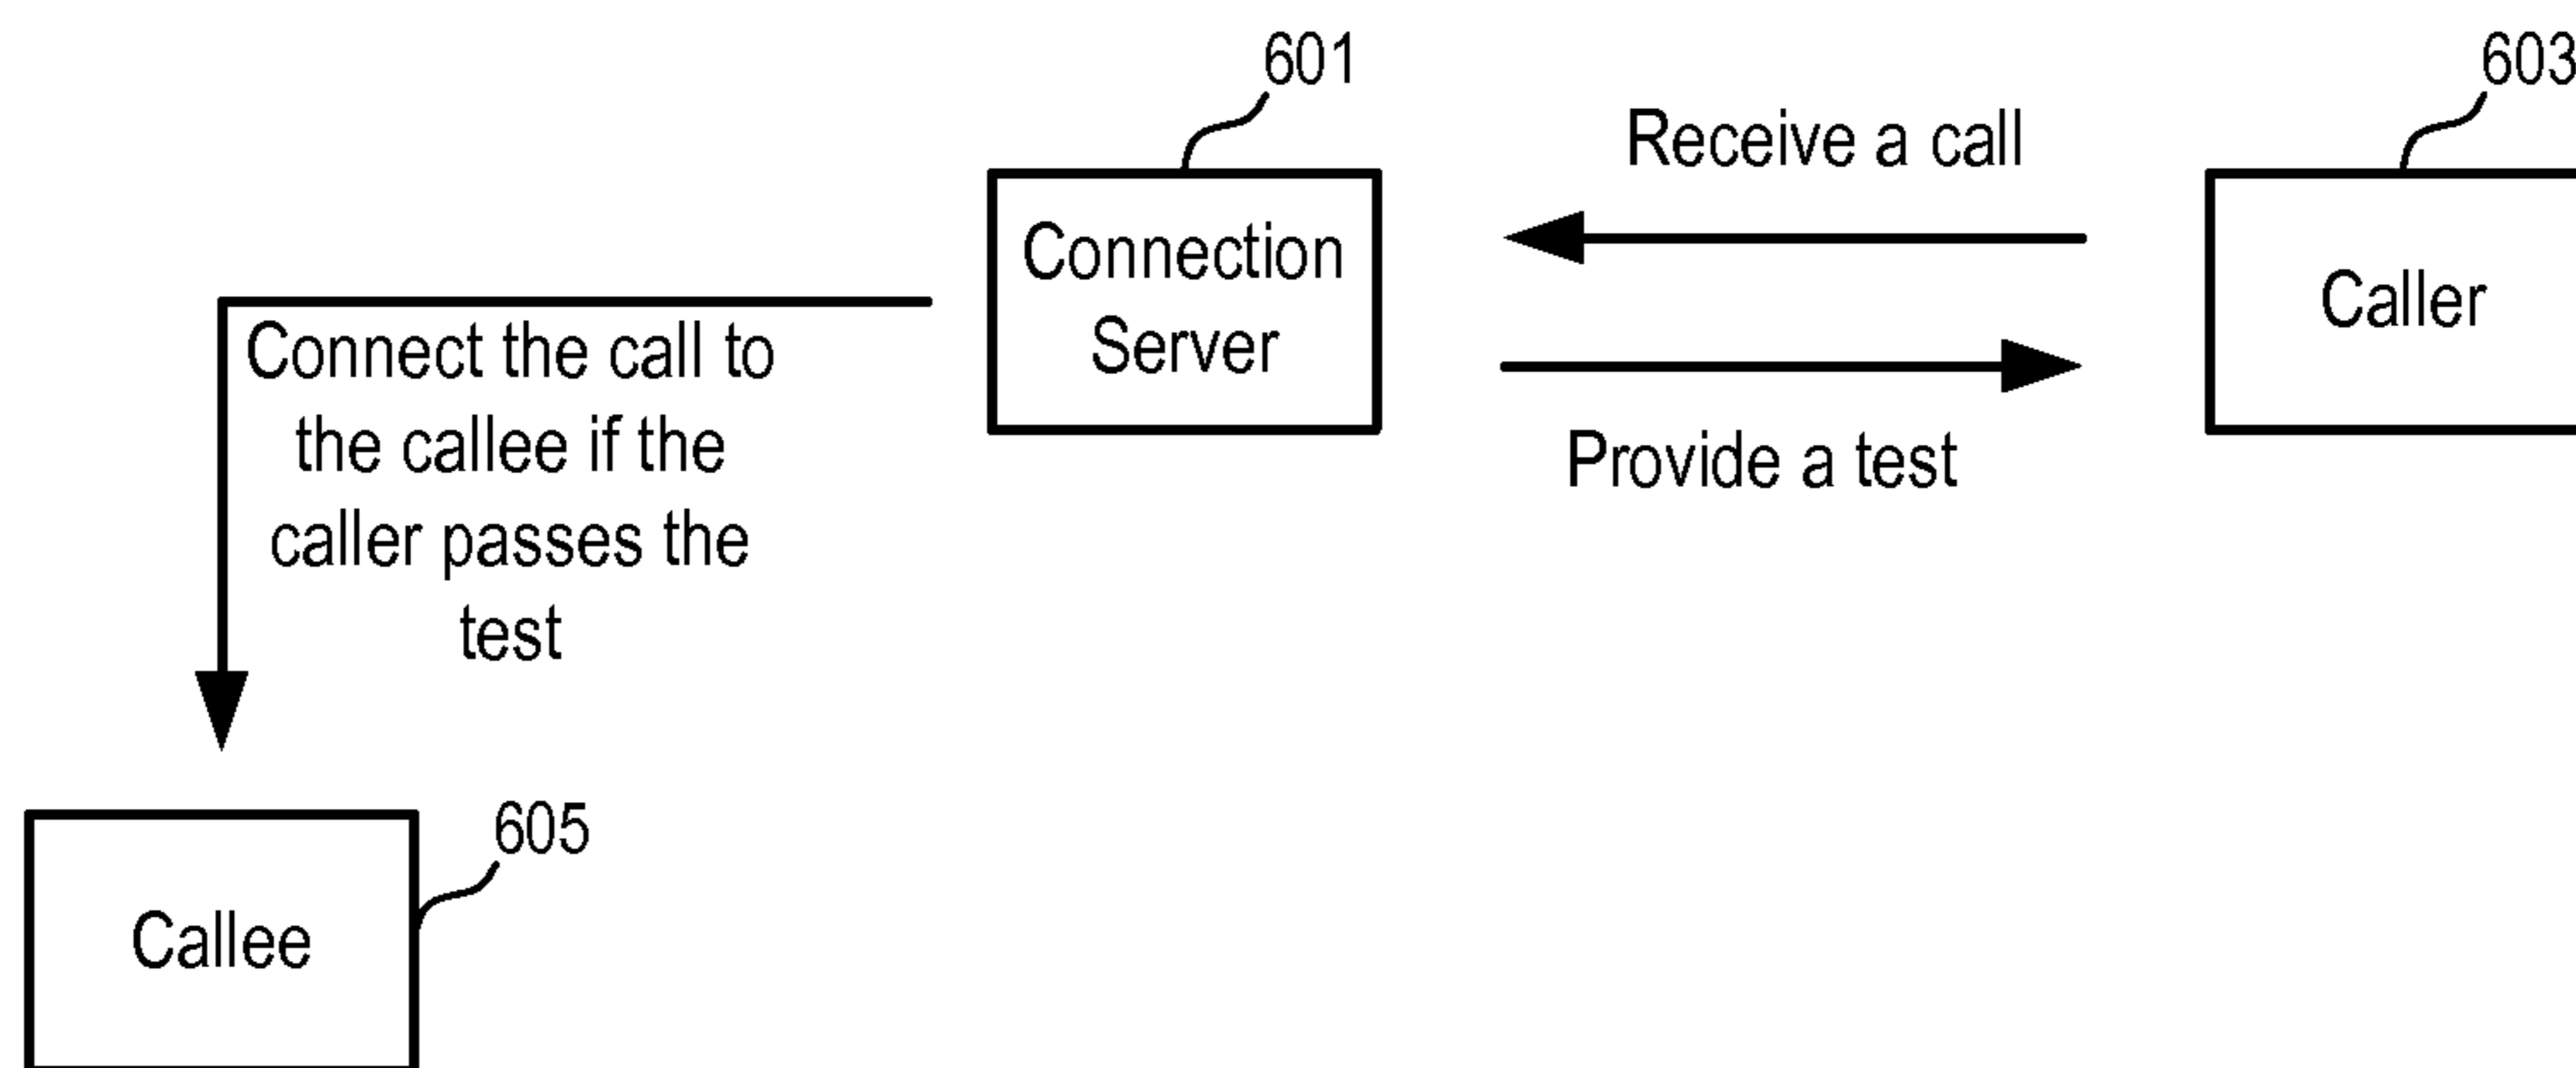 601
603
Receive a call
Connection
Server
Caller
Connect the call to
the callee if the
caller passes the
test
Provide a test
605
Callee